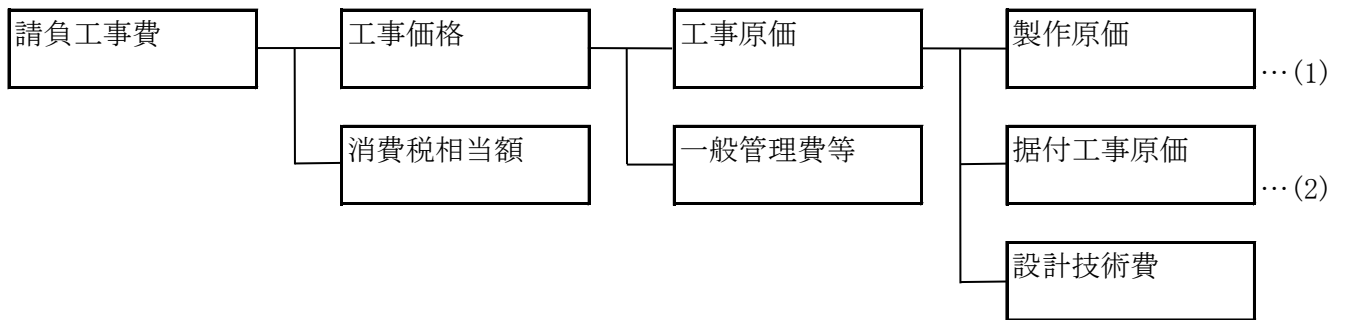 請負工事費
工事価格
工事原価
製作原価
…(1)
消費税相当額
一般管理費等
据付工事原価
…(2)
設計技術費